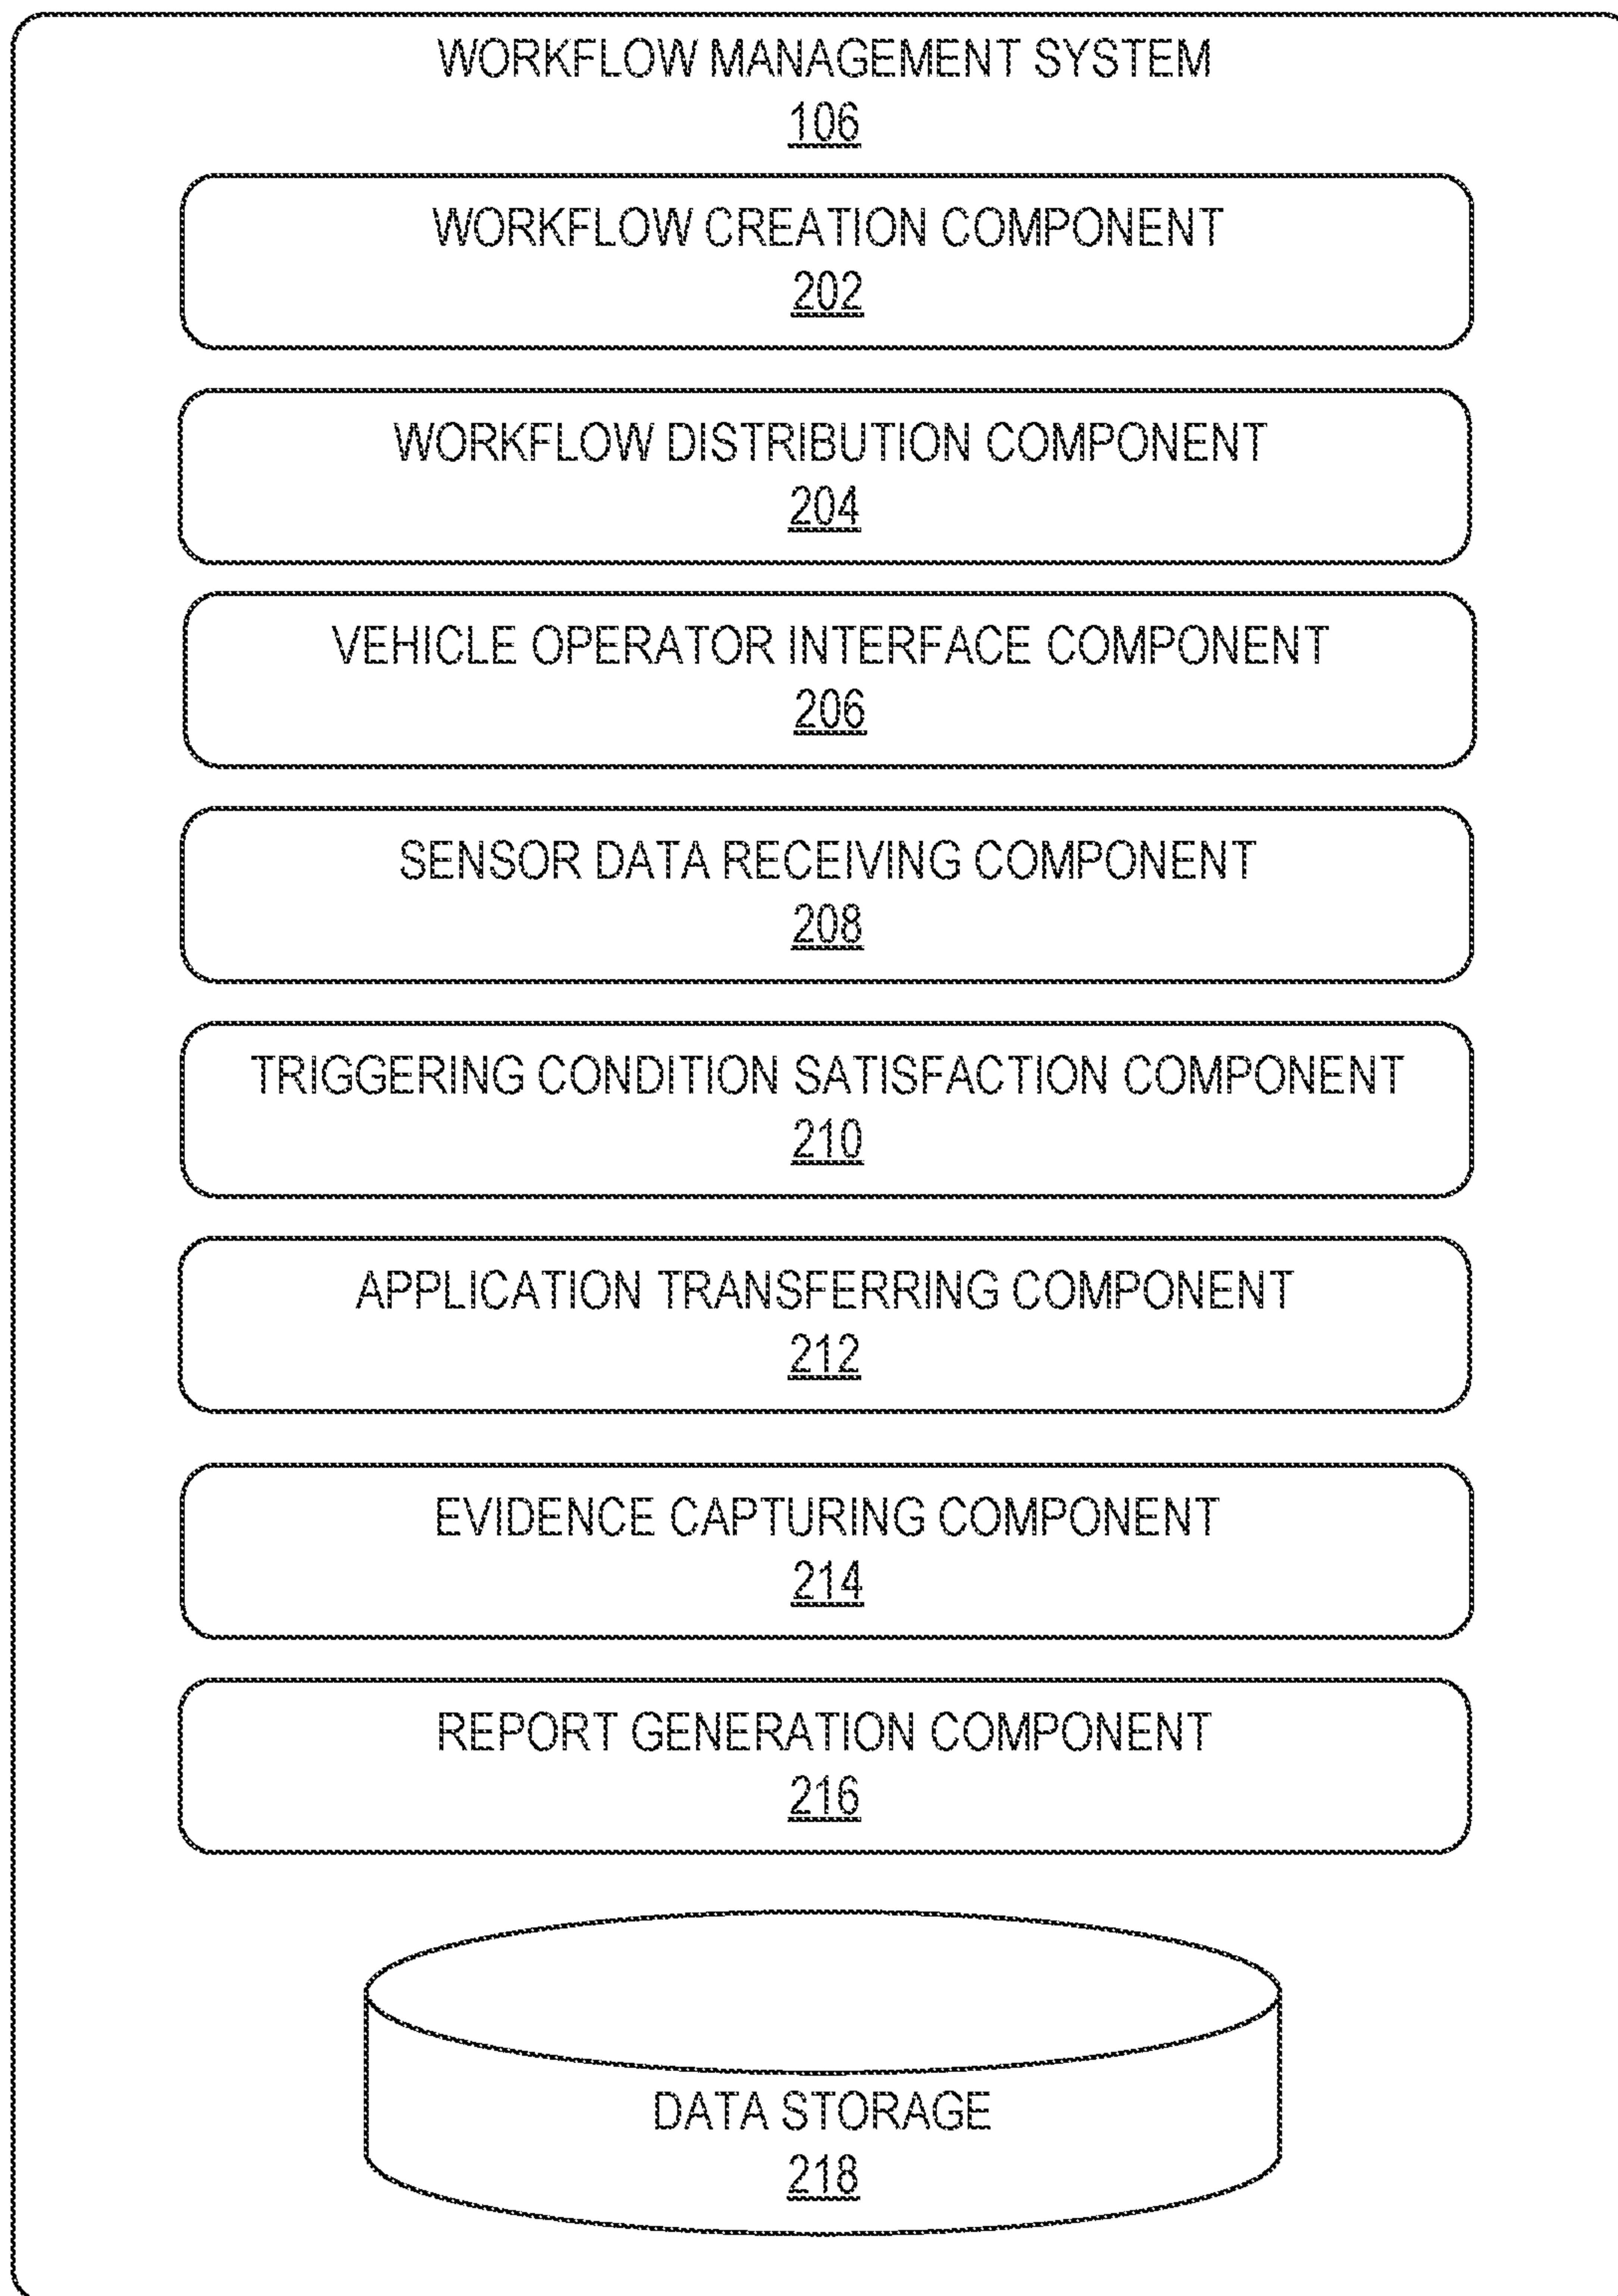 WORKFLOW MANAGEMENT SYSTEM
106
WORKFLOW CREATION COMPONENT
202
WORKFLOW DISTRIBUTION COMPONENT
204
VEHICLE OPERATOR INTERFACE COMPONENT
206
SENSOR DATA RECEIVING COMPONENT
208
TRIGGERING CONDITION SATISFACTION COMPONENT
210
APPLICATION TRANSFERRING COMPONENT
212
EVIDENCE CAPTURING COMPONENT
214
REPORT GENERATION COMPONENT
216
DATA STORAGE
218